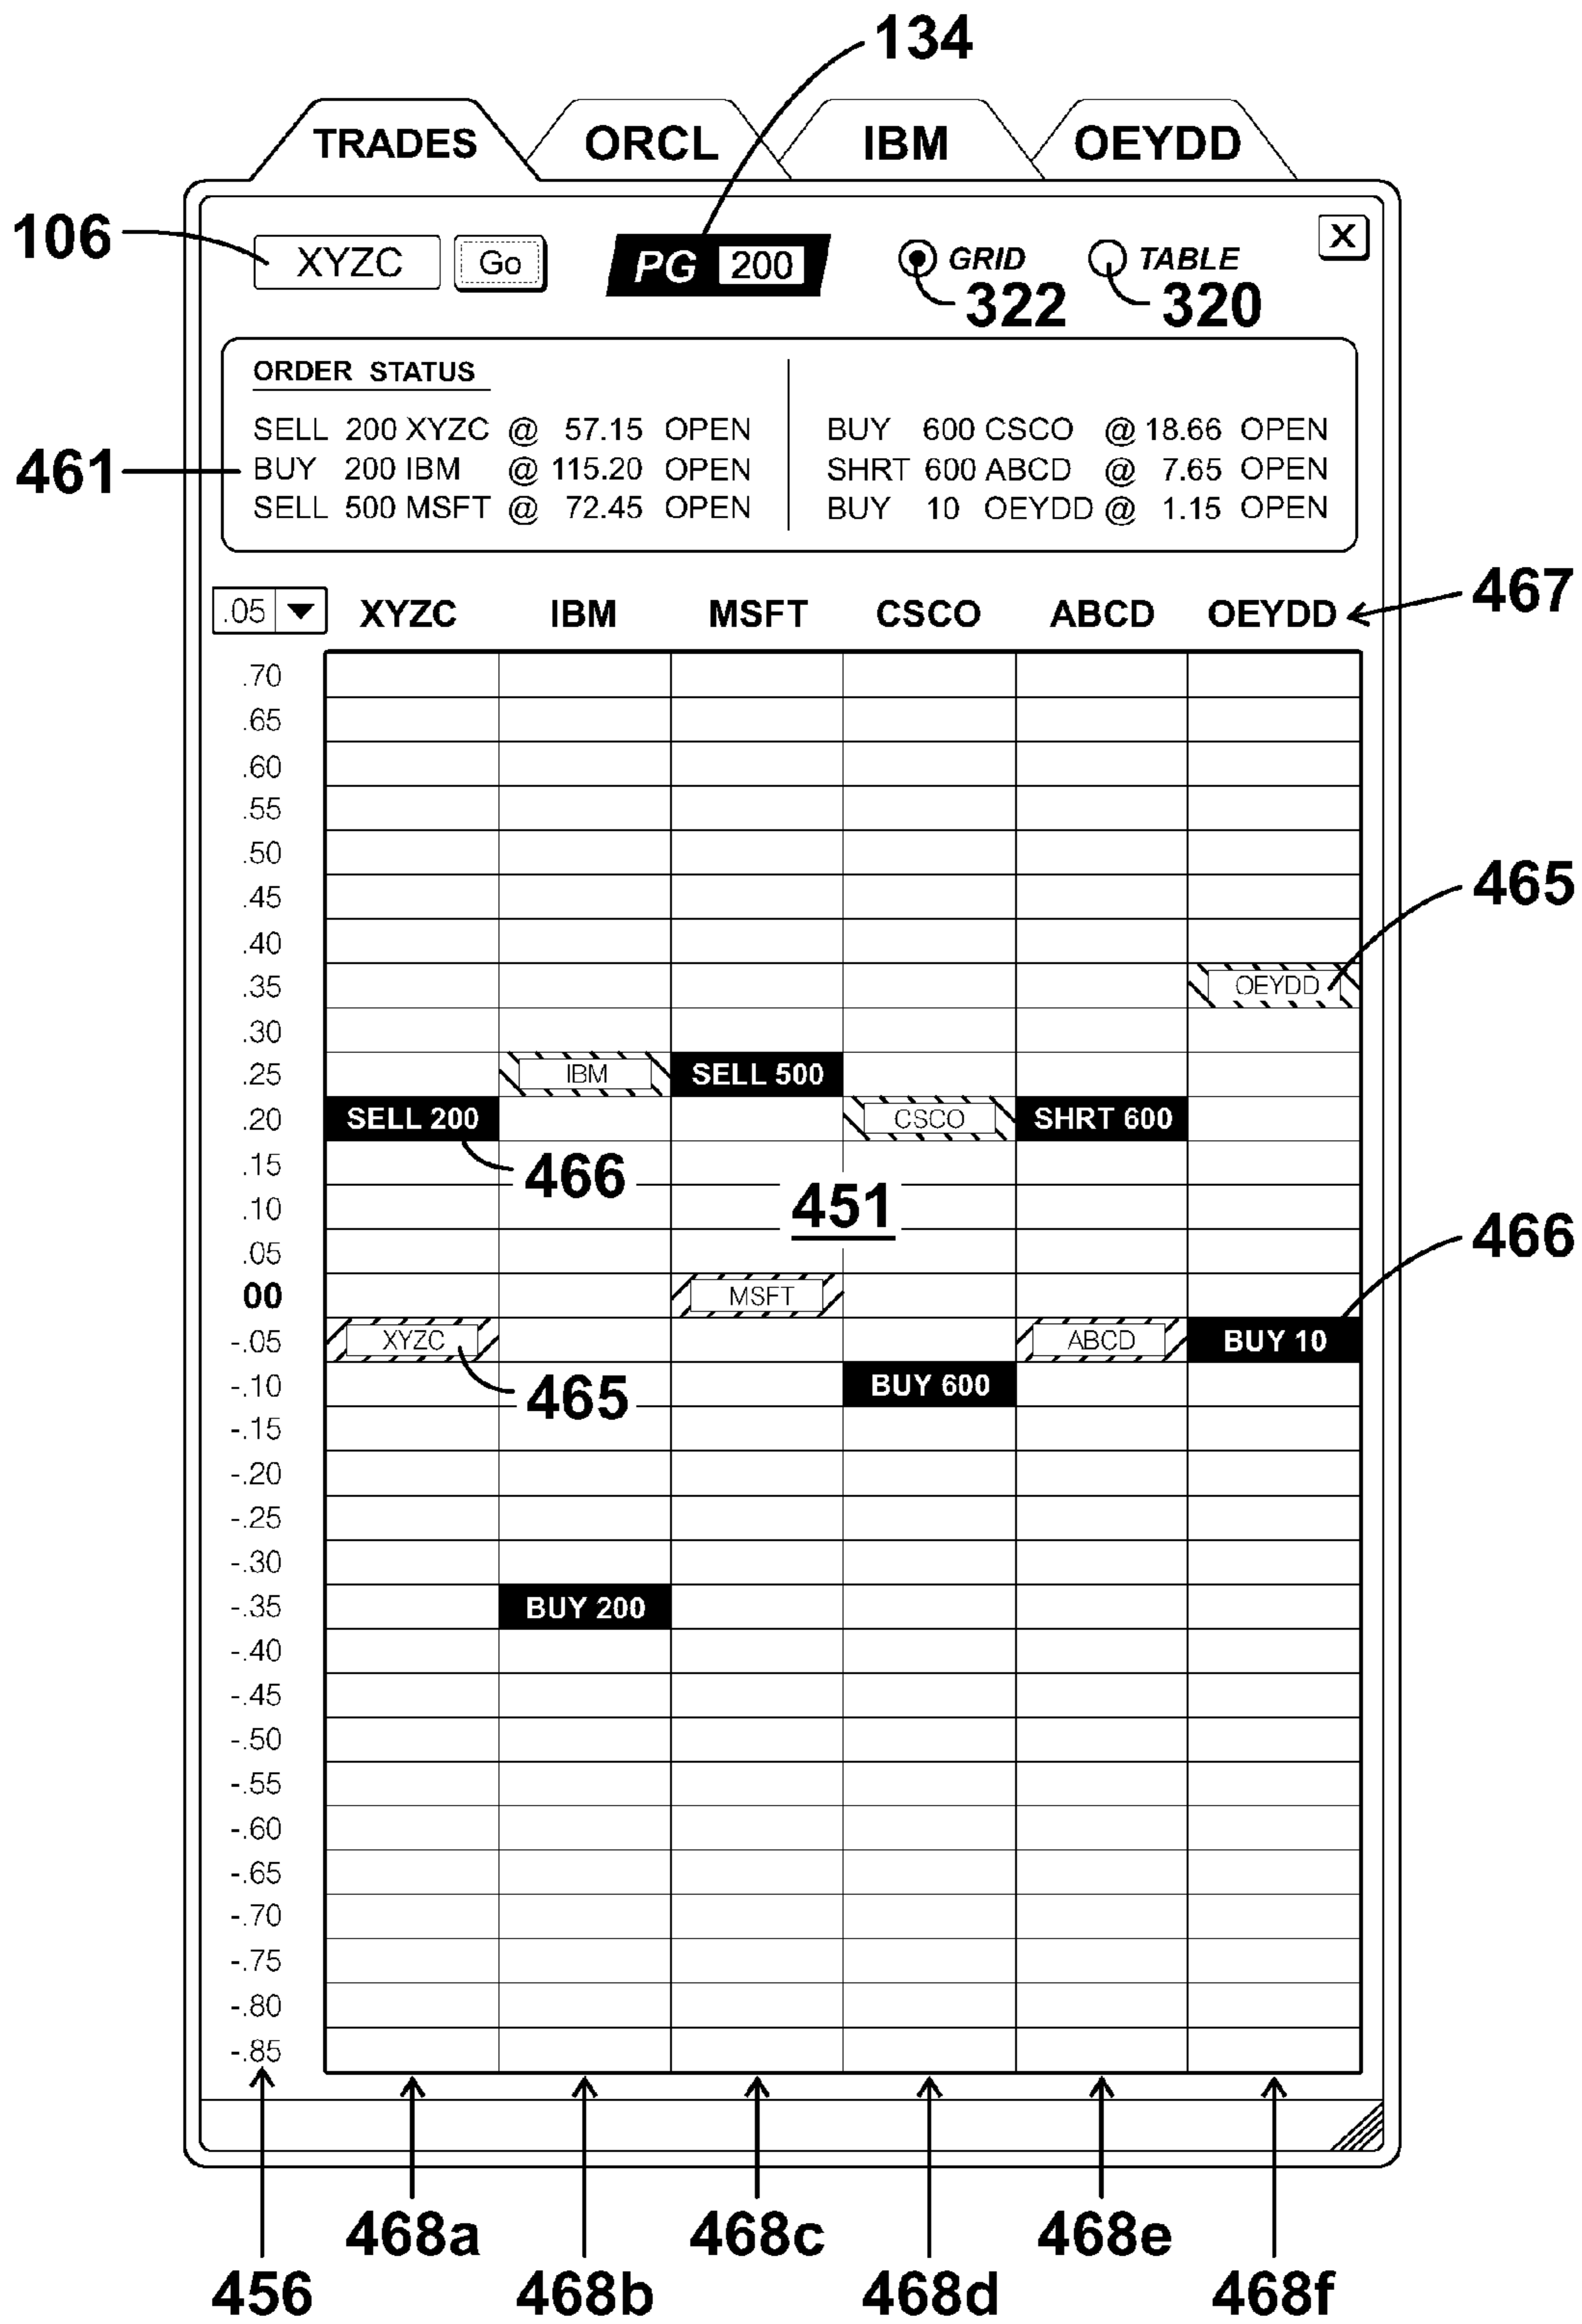 134
TRADES ORCL IBM OEYDD
106 XYZC Go PG 200 GRID TABLE X
322 320
ORDER STATUS
SELL 200 XYZC @ 57.15 OPEN BUY 600 CSCO @ 18.66 OPEN
461 BUY 200 IBM @ 115.20 OPEN SHRT 600 ABCD @ 7.65 OPEN
SELL 500 MSFT @ 72.45 OPEN BUY 10 OEYDD @ 1.15 OPEN
.05 XYZC IBM MSFT CSCO ABCD OEYDD 467
.70
.65
.60
.55
.50
.45 465
.40
.35 OEYDD
.30
.25 IBM SELL 500
.20 SELL 200 CSCO SHRT 600
.15 466
.10 451
.05 466
00 MSFT
-.05 XYZC ABCD BUY 10
-.10 465 BUY 600
-.15
-.20
-.25
-.30
-.35 BUY 200
-.40
-.45
-.50
-.55
-.60
-.65
-.70
-.75
-.80
-.85
468a 468c 468e
456 468b 468d 468f